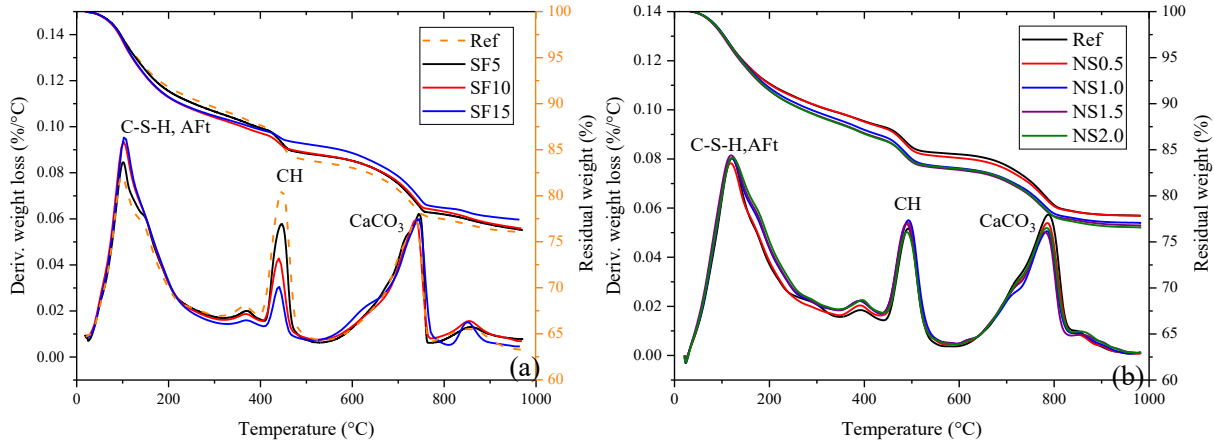 0.14
0.12
0.10
0.08
0.06
0.04
0.02
0.00
Deriv. weight loss (%/°C)
100
95
90
85
80
75
70
65
60
Residual weight (%)
Ref
SF5
SF10
SF15
C-S-H, AFt
CH
CaCO3
(a)
0
200
400
600
800
1000
Temperature (°C)
0.14
0.12
0.10
0.08
0.06
0.04
0.02
0.00
Deriv. weight loss (%/°C)
100
95
90
85
80
75
70
65
60
Residual weight (%)
Ref
NS0.5
NS1.0
NS1.5
NS2.0
C-S-H,AFt
CH
CaCO3
(b)
0
200
400
600
800
1000
Temperature (°C)